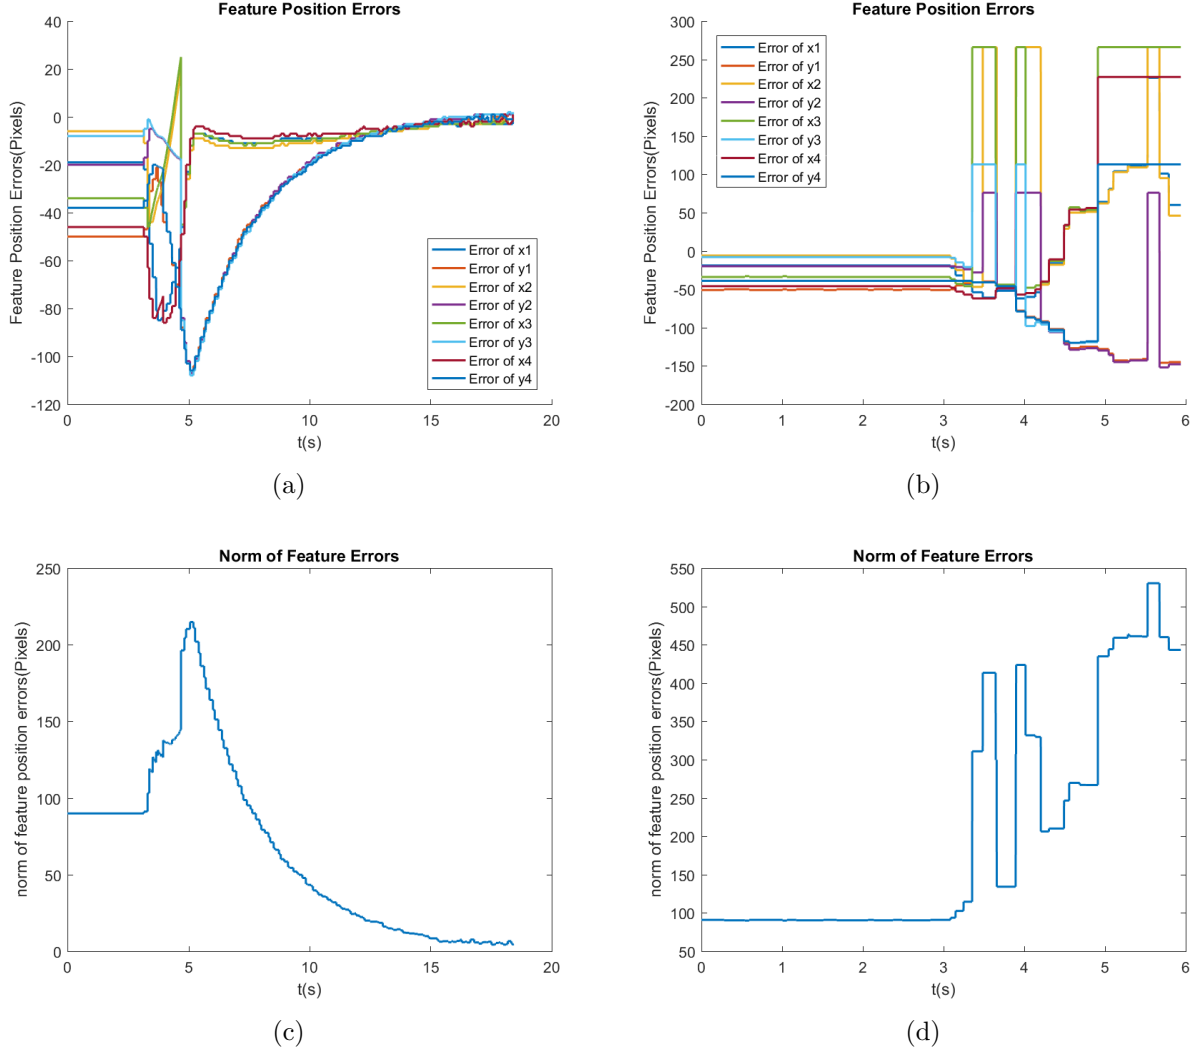 Feature Position Errors
Feature Position Errors(Pixels)
40
20
0
-20
-40
-60
-80
-100
-120
Error of x1
Error of y1
Error of x2
Error of y2
Error of x3
Error of y3
Error of x4
Error of y4
0 5 10 15 20
t(s)
(a)
Feature Position Errors
Feature Position Errors(Pixels)
300
250
200
150
100
50
0
-50
-100
-150
-200
Error of x1
Error of y1
Error of x2
Error of y2
Error of x3
Error of y3
Error of x4
Error of y4
0 1 2 3 4 5 6
t(s)
(b)
Norm of Feature Errors
norm of feature position errors(Pixels)
250
200
150
100
50
0
0 5 10 15 20
t(s)
(c)
Norm of Feature Errors
norm of feature position errors(Pixels)
550
500
450
400
350
300
250
200
150
100
50
0 1 2 3 4 5 6
t(s)
(d)